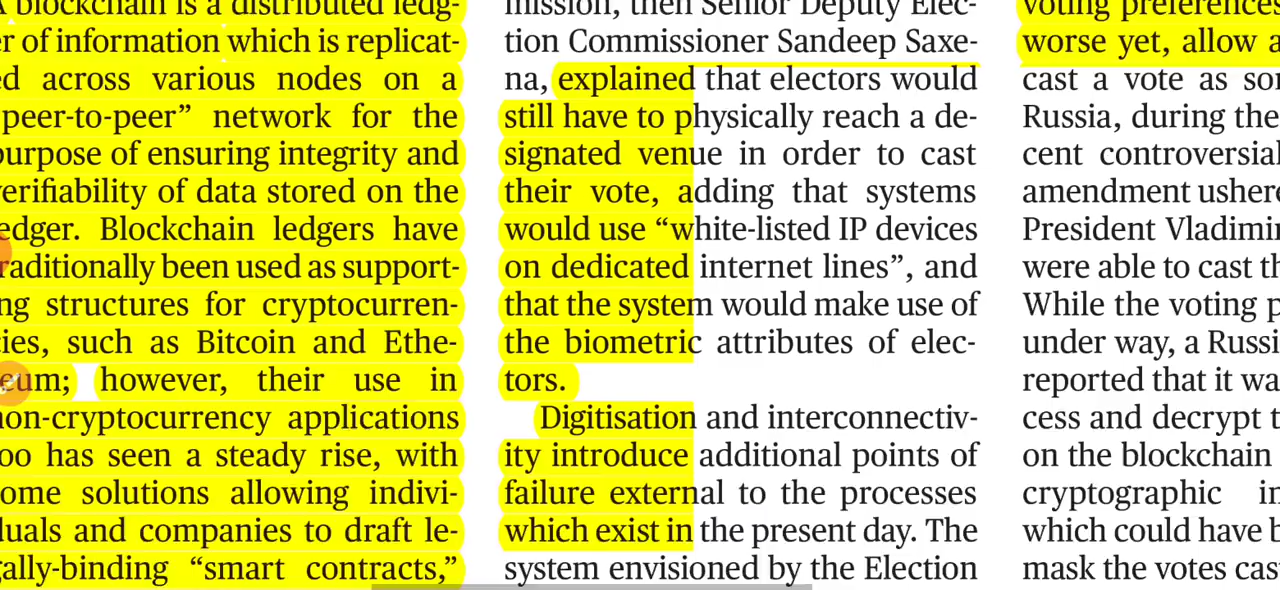 A blockchain is a distributed ledg-
er of information which is replicat-
ed across various nodes on a
peer-to-peer” network for the
purpose of ensuring integrity and
verifiability of data stored on the
ledger. Blockchain ledgers have
traditionally been used as support-
ing structures for cryptocurren-
cies, such as Bitcoin and Ethe-
eum; however, their use in
non-cryptocurrency applications
too has seen a steady rise, with
some solutions allowing indivi-
duals and companies to draft le-
gally-binding “smart contracts,”
mission, then Senior Deputy Elec-
tion Commissioner Sandeep Saxe-
na, explained that electors would
still have to physically reach a de-
signated venue in order to cast
their vote, adding that systems
would use “white-listed IP devices
on dedicated internet lines”, and
that the system would make use of
the biometric attributes of elec-
tors.
Digitisation and interconnectiv-
ity introduce additional points of
failure external to the processes
which exist in the present day. The
system envisioned by the Election
voting preferences
worse yet, allow a
cast a vote as
Russia, during the
cent controversial
amendment
President
were able to cast
While the voting
under way, a
reported that it
cess and decrypt
on the blockchain
cryptographic
which could have
mask the votes